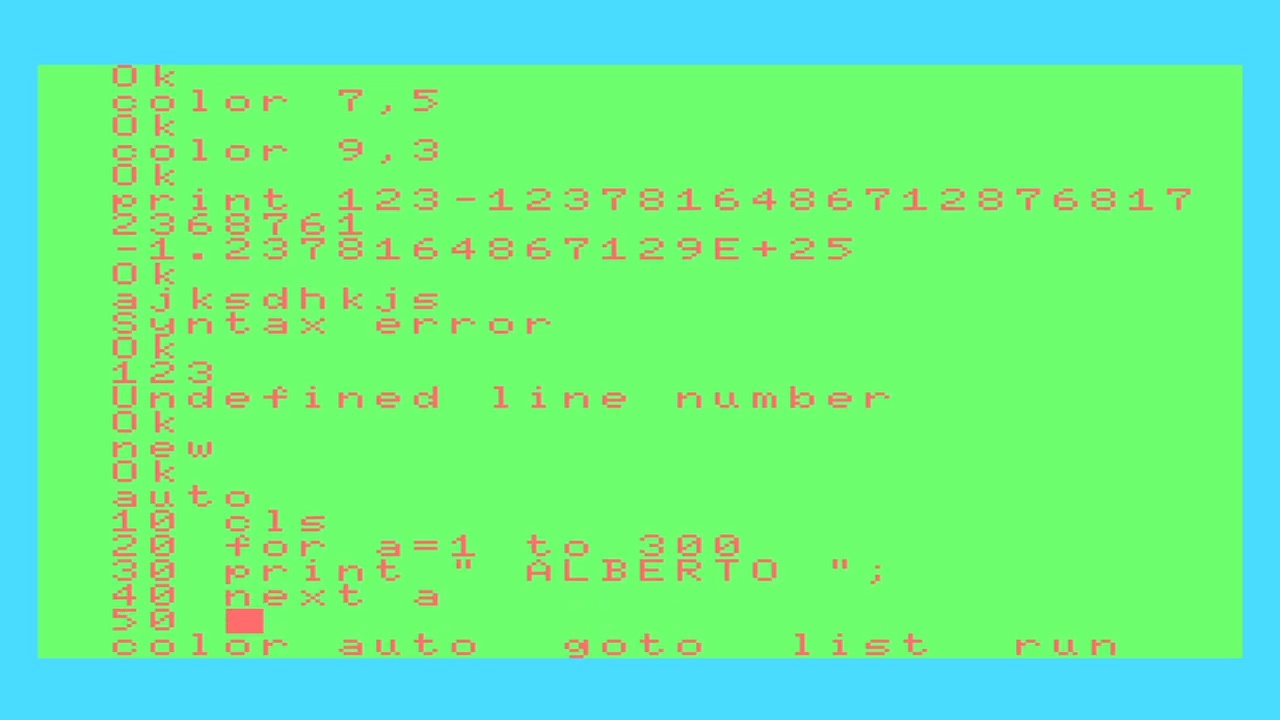 Ok
color 7,5
Ok
color 9,3
Ok
print 123-12378164867128768​17
2368761
-1.2378164867129E+25
Ok
ajksdhkjs
Syntax error
Ok
123
Undefined line number
Ok
new
Ok
auto
10 cls
20 for a=1 to 300
30 print " ALBERTO ";
40 next a
50
color auto goto list run